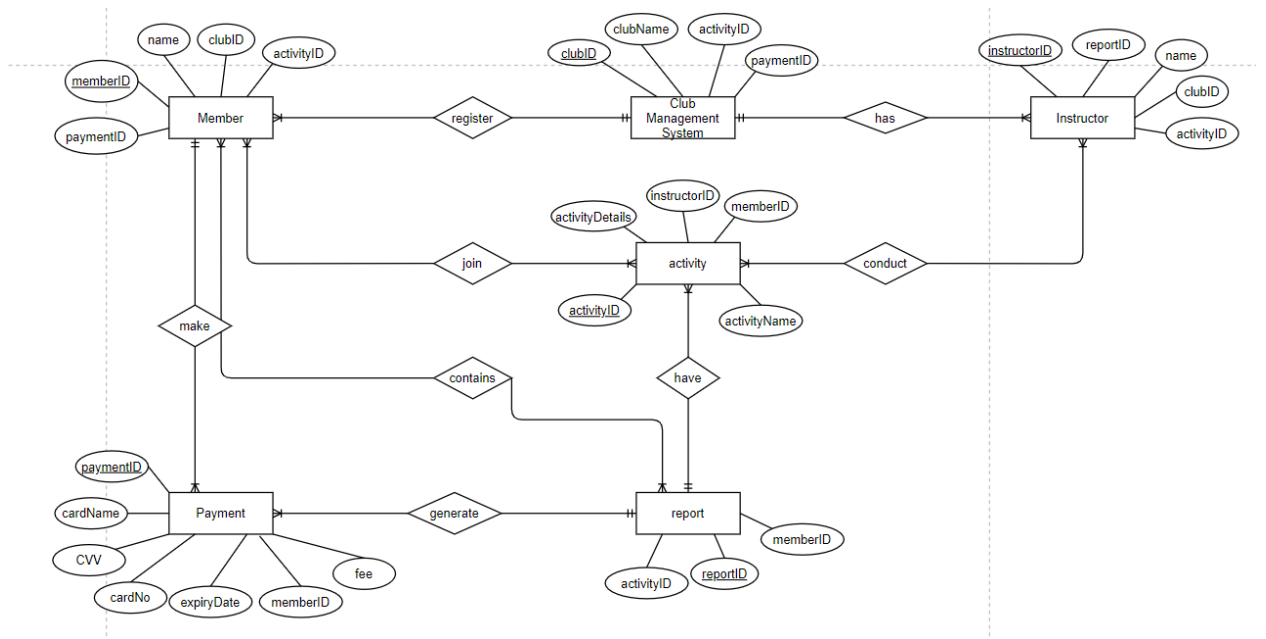 name
clubID
activityID
memberID
paymentID
Member
register
clubName
activityID
clubID
paymentID
Club
Management
System
has
instructorID
reportID
name
clubID
activityID
Instructor
instructorID
activityDetails
memberID
join
activity
conduct
activityID
activityName
make
contains
have
paymentID
cardName
Payment
generate
report
CVV
cardNo
expiryDate
memberID
fee
memberID
activityID
reportID